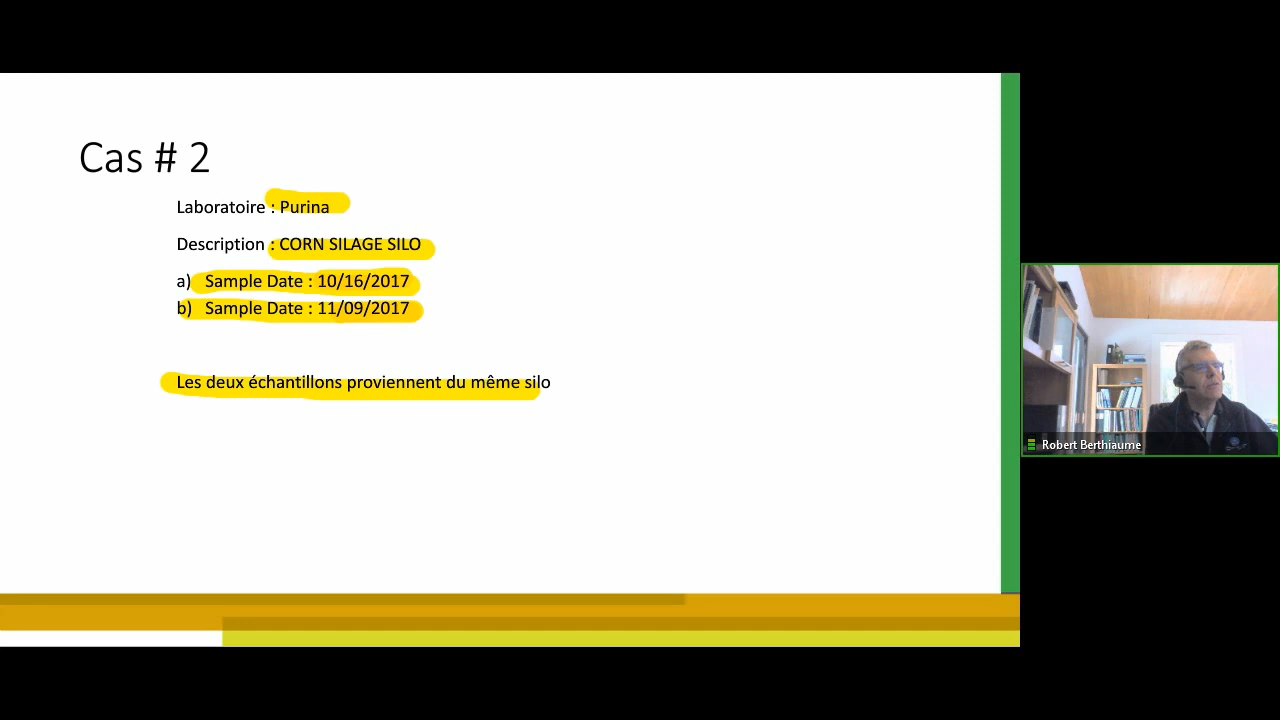 Cas # 2
Laboratoire : Purina
Description : CORN SILAGE SILO
a) Sample Date : 10/16/2017
b) Sample Date : 11/09/2017
Les deux échantillons proviennent du même silo
Robert Berthiaume